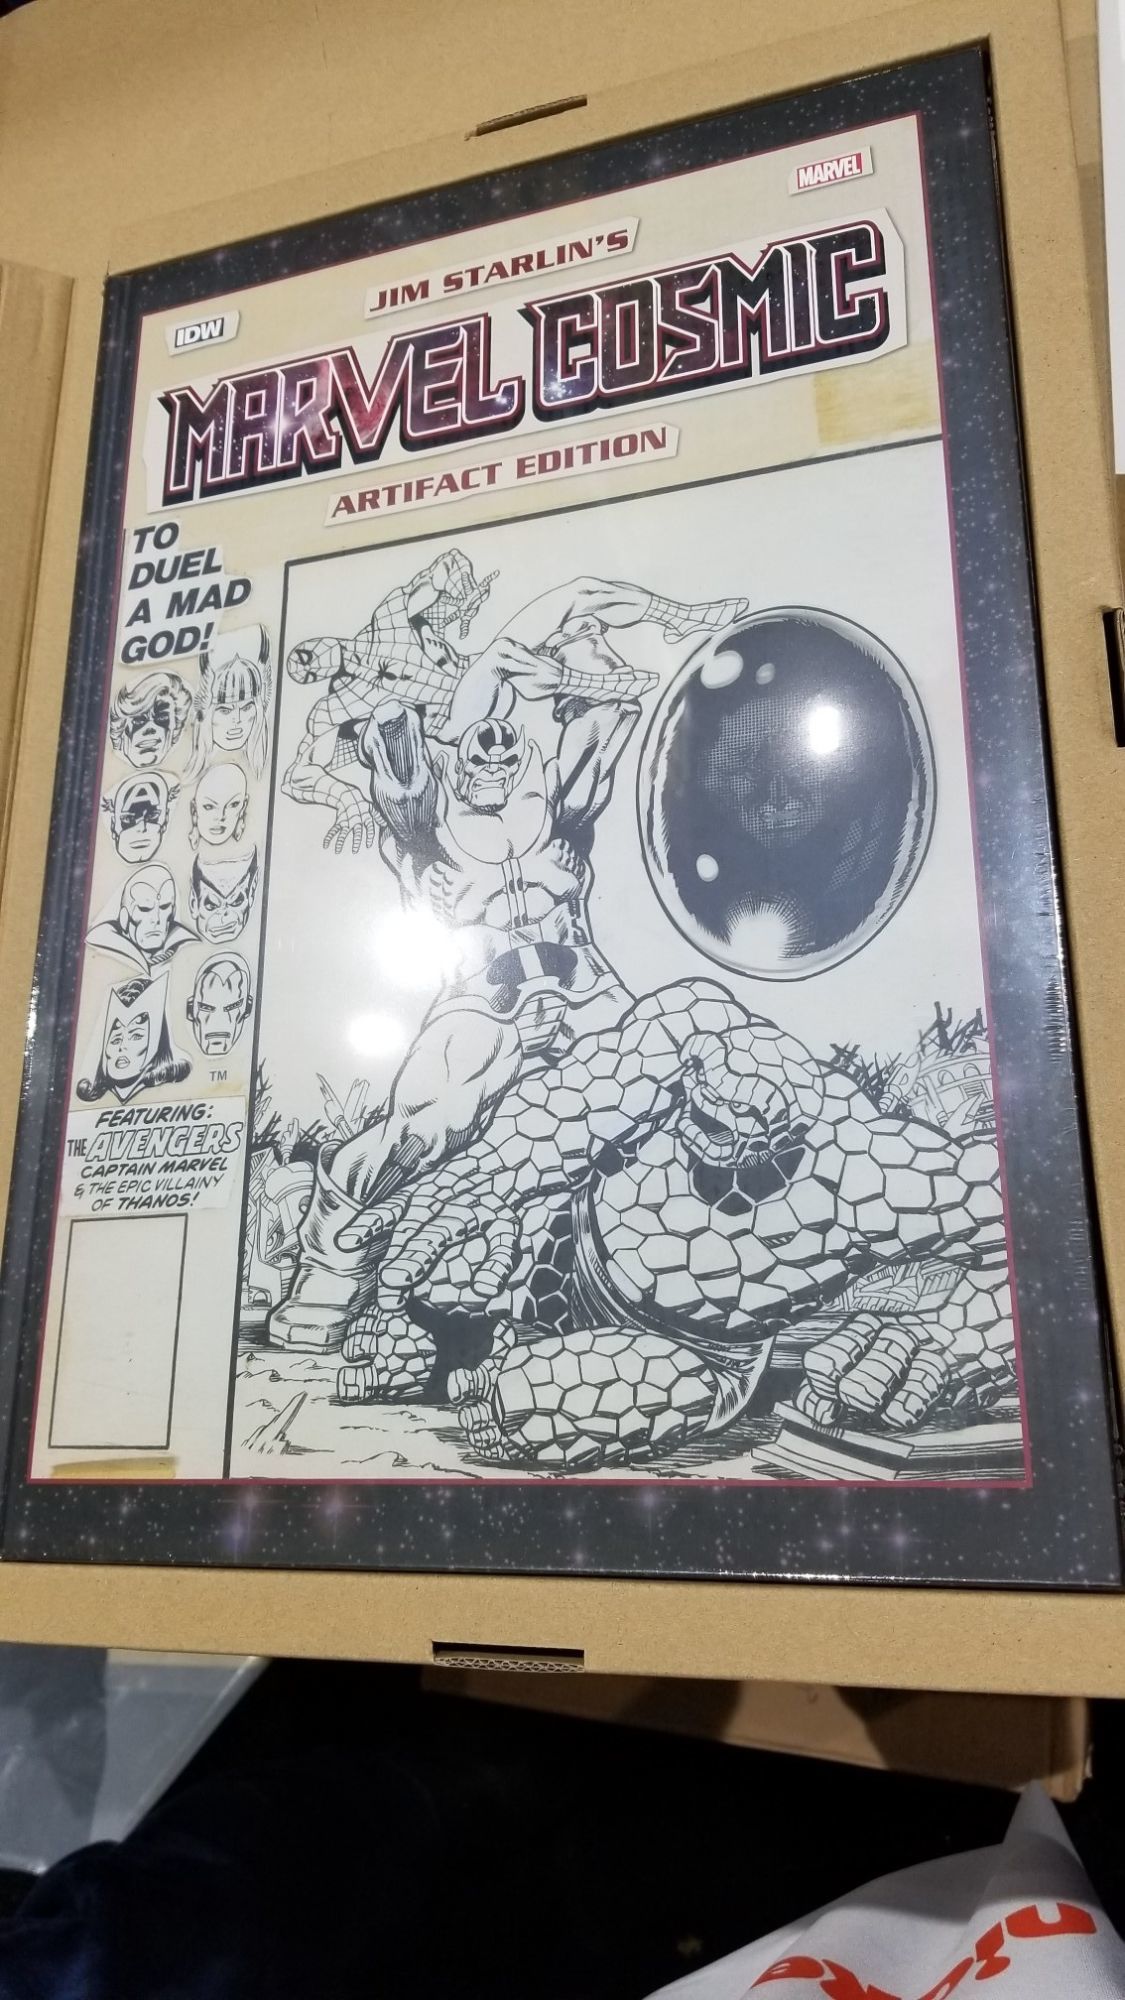 MARVEL
JIM STARLIN'S
IDW
MARVEL COSMIC
ARTIFACT EDITION
TO
DUEL
A MAD
GOD!
A
TM
FEATURING:
THE AVENGERS
CAPTAIN MARVEL
& THE EPIC VILLAINY
OF THANOS!